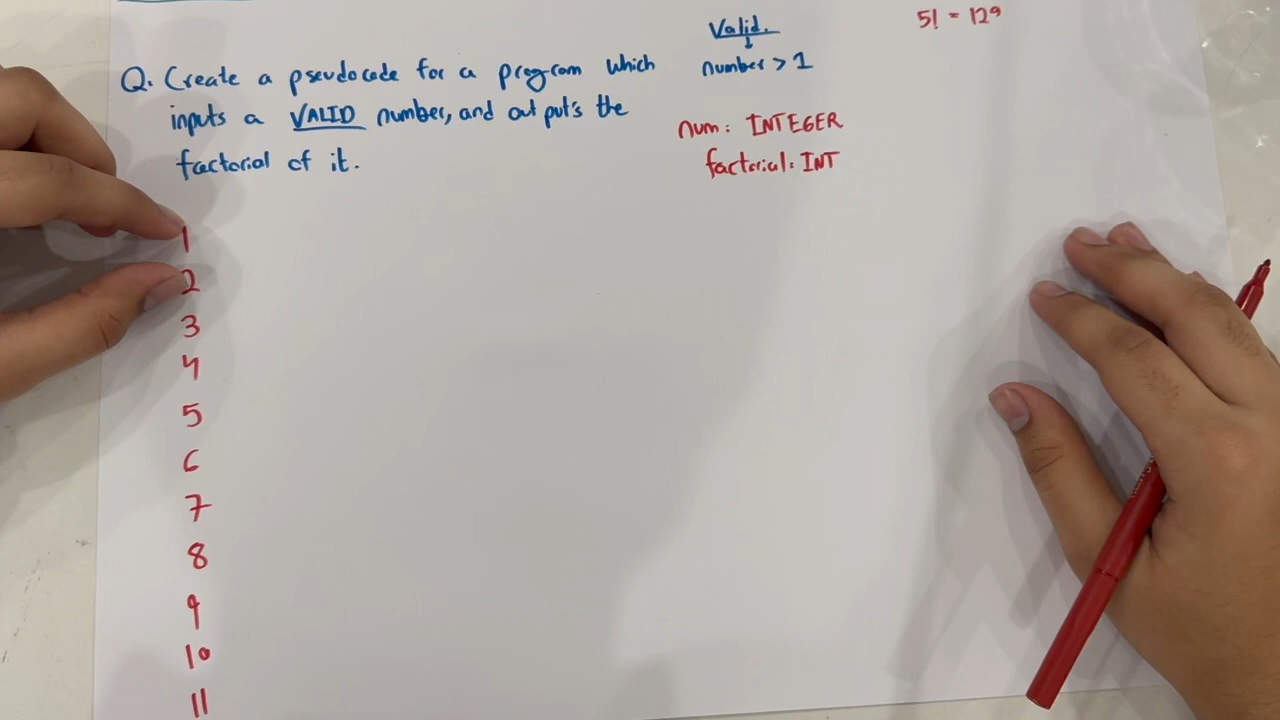 Q. Create a pseudocode for a program which
inputs a VALID number, and outputs the
factorial of it.
Valid.
↓
number > 1
num: INTEGER
factorial: INT
5! = 120
1
2
3
4
5
6
7
8
9
10
11